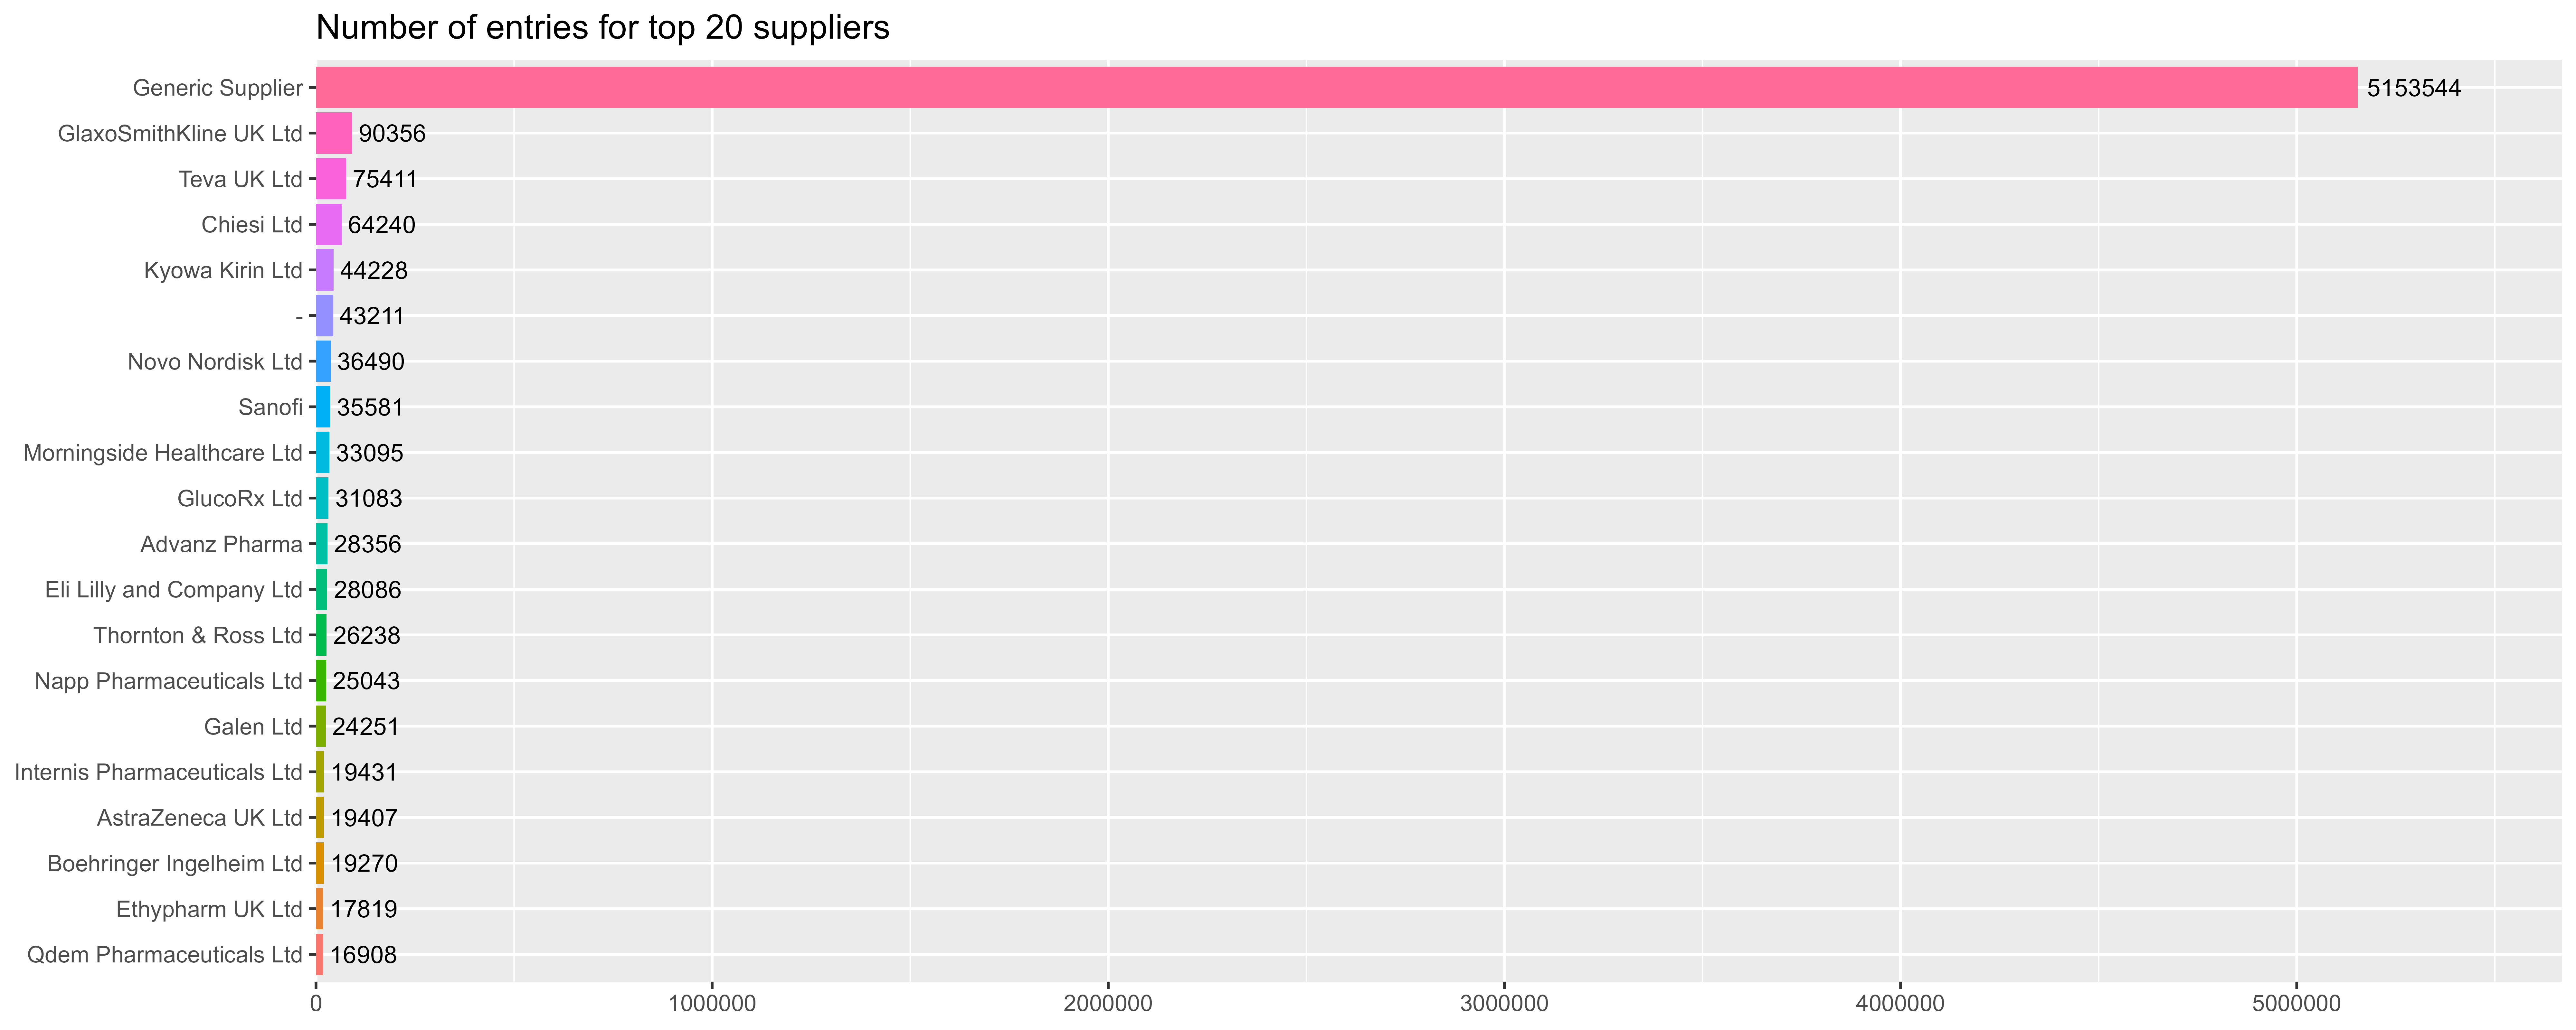 Number of entries for top 20 suppliers
Generic Supplier 5153544
GlaxoSmithKline UK Ltd 90356
Teva UK Ltd 75411
Chiesi Ltd 64240
Kyowa Kirin Ltd 44228
- 43211
Novo Nordisk Ltd 36490
Sanofi 35581
Morningside Healthcare Ltd 33095
GlucoRx Ltd 31083
Advanz Pharma 28356
Eli Lilly and Company Ltd 28086
Thornton & Ross Ltd 26238
Napp Pharmaceuticals Ltd 25043
Galen Ltd 24251
Internis Pharmaceuticals Ltd 19431
AstraZeneca UK Ltd 19407
Boehringer Ingelheim Ltd 19270
Ethypharm UK Ltd 17819
Qdem Pharmaceuticals Ltd 16908
0 1000000 2000000 3000000 4000000 5000000